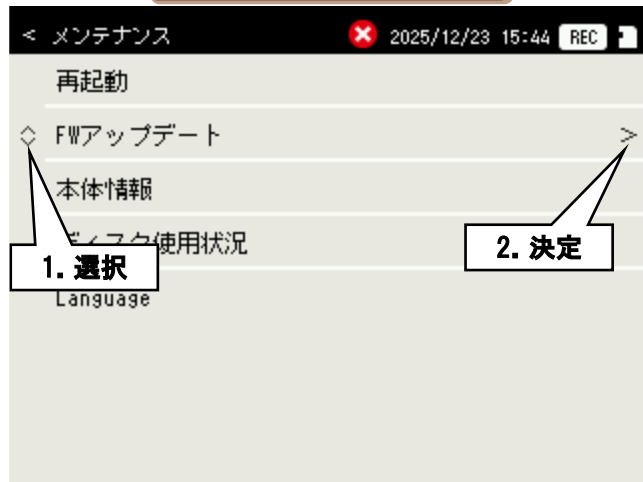 < メンテナンス 2025/12/23 15:44 REC
再起動
FWアップデート >
本体情報
ディスク使用状況
1. 選択
2. 決定
Language